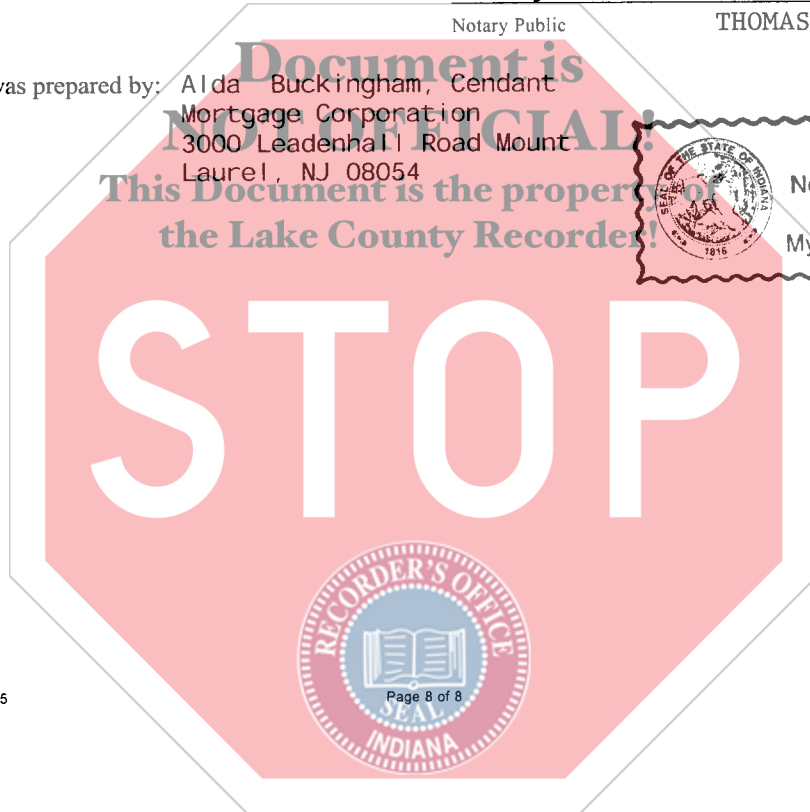 Notary Public THOMAS
Document is
was prepared by: Alda Buckingham, Cendant
Mortgage Corporation
NOT OFFICIAL!
3000 Leadenhall Road Mount
Laurel, NJ 08054
This Document is the property of
the Lake County Recorder!
SEAL OF THE STATE OF INDIANA
1816
My
STOP
RECORDER'S OFFICE
5
Page 8 of 8
SEAL
INDIANA